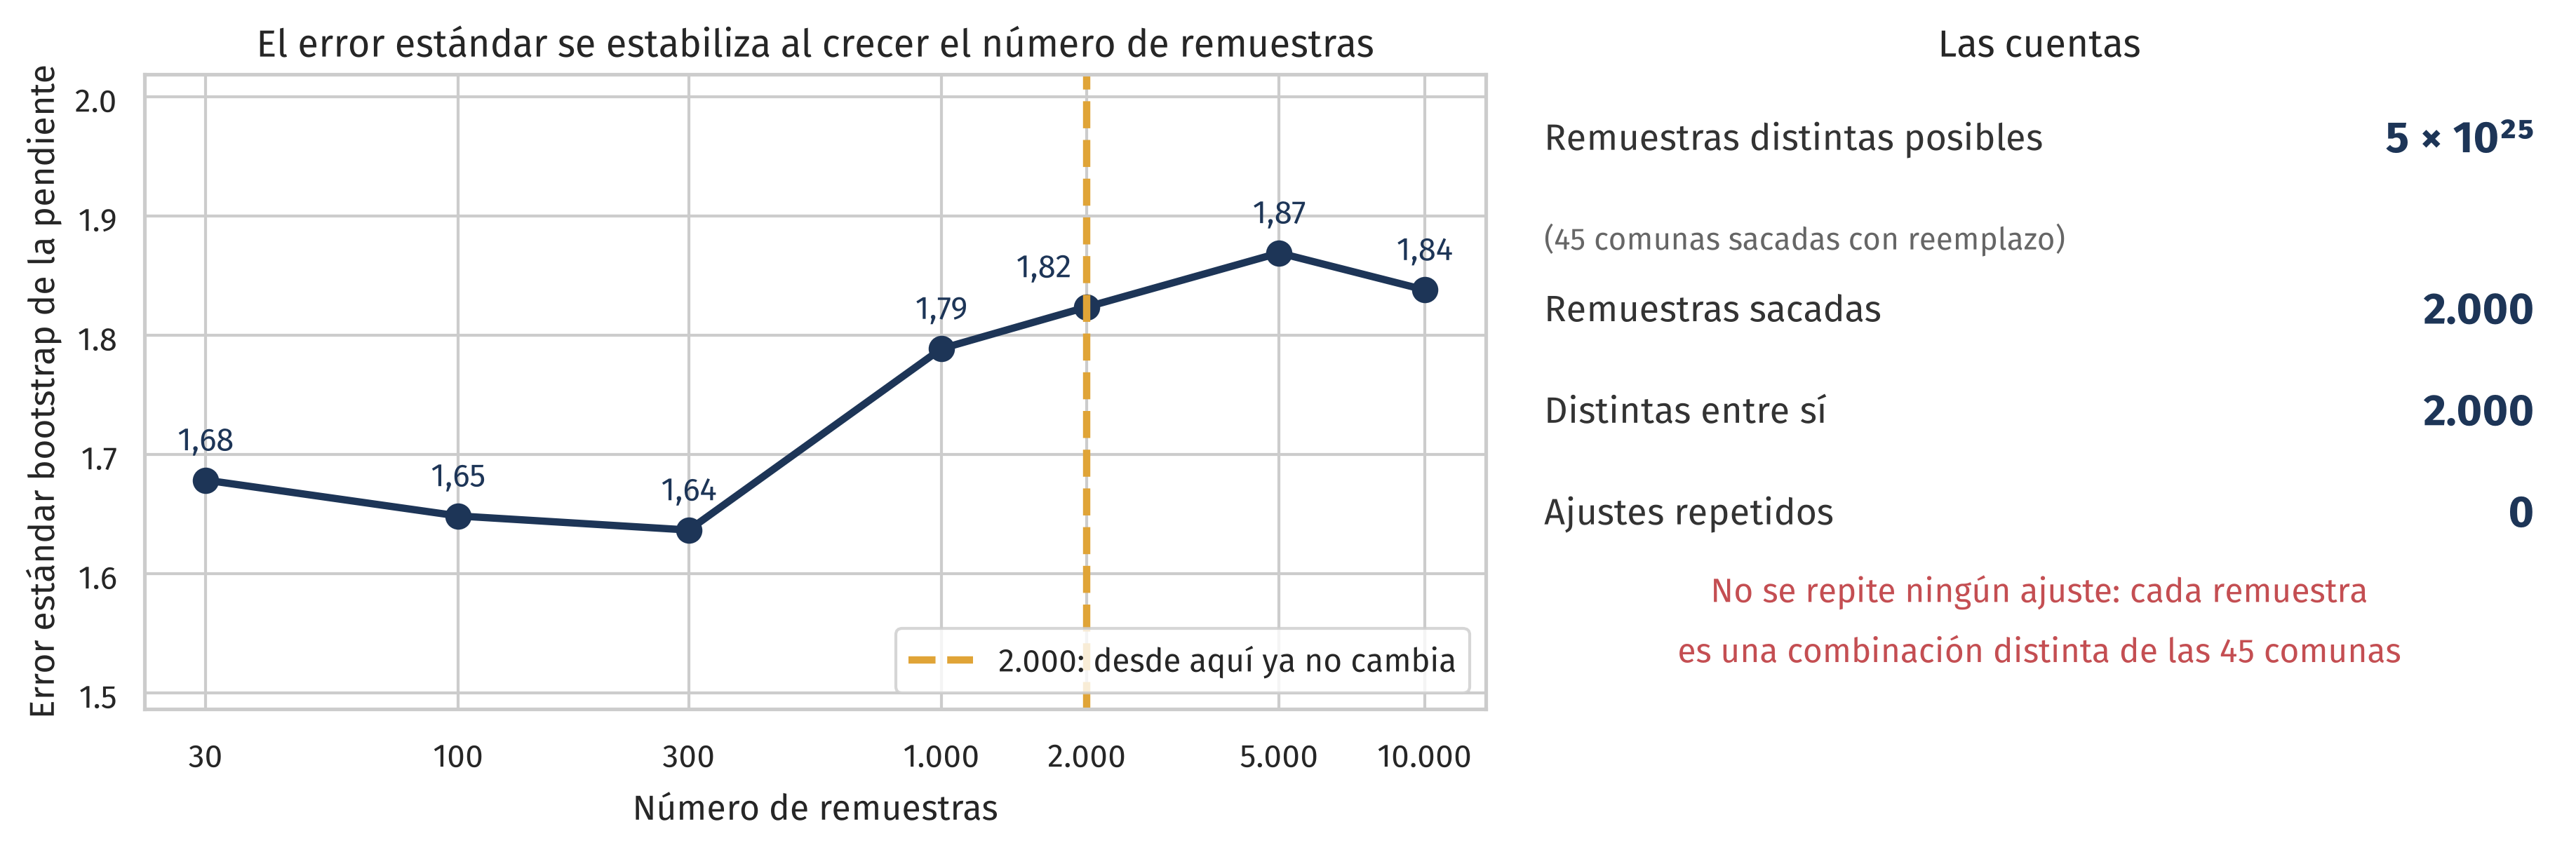 El error estándar se estabiliza al crecer el número de remuestras
Error estándar bootstrap de la pendiente
2.0
1.9
1.8
1.7
1.6
1.5
1,68
1,65
1,64
1,79
1,82
1,87
1,84
2.000: desde aquí ya no cambia
30
100
300
1.000
2.000
5.000
10.000
Número de remuestras
Las cuentas
Remuestras distintas posibles 5 × 10²⁵
(45 comunas sacadas con reemplazo)
Remuestras sacadas 2.000
Distintas entre sí 2.000
Ajustes repetidos 0
No se repite ningún ajuste: cada remuestra
es una combinación distinta de las 45 comunas